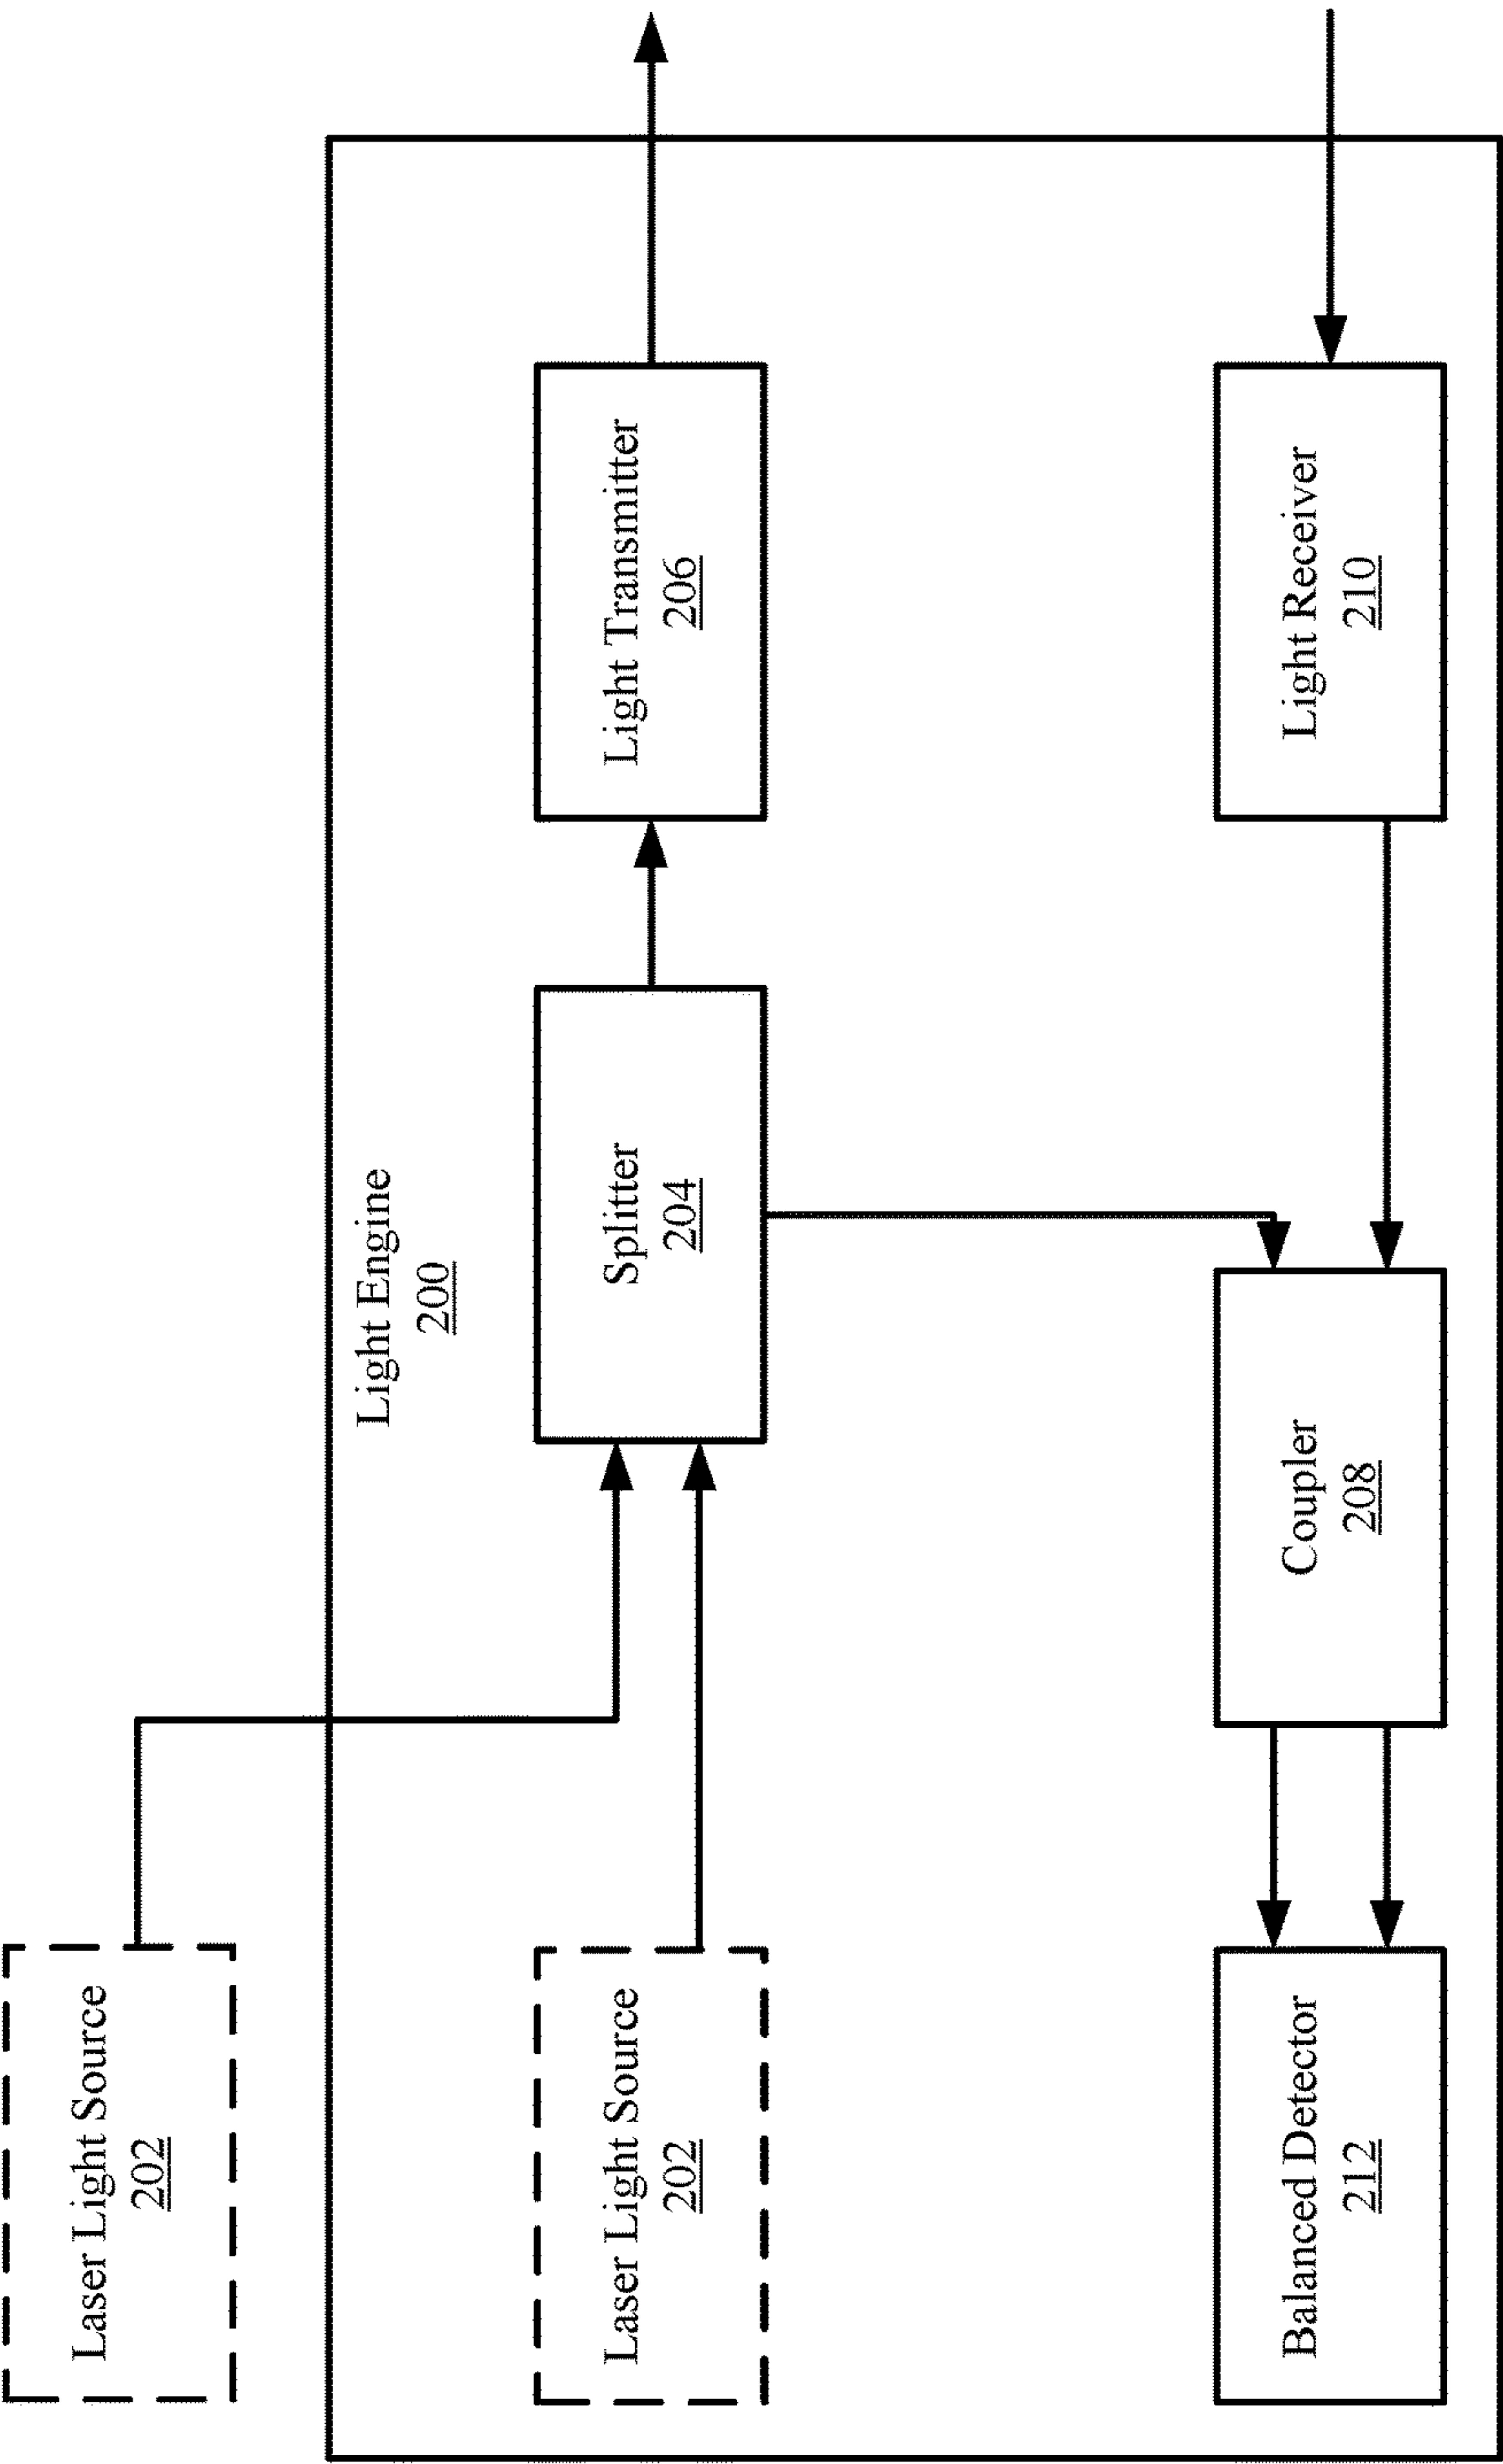 Laser Light Source
202
Light Engine
200
Laser Light Source
202
Splitter
204
Light Transmitter
206
Balanced Detector
212
Coupler
208
Light Receiver
210